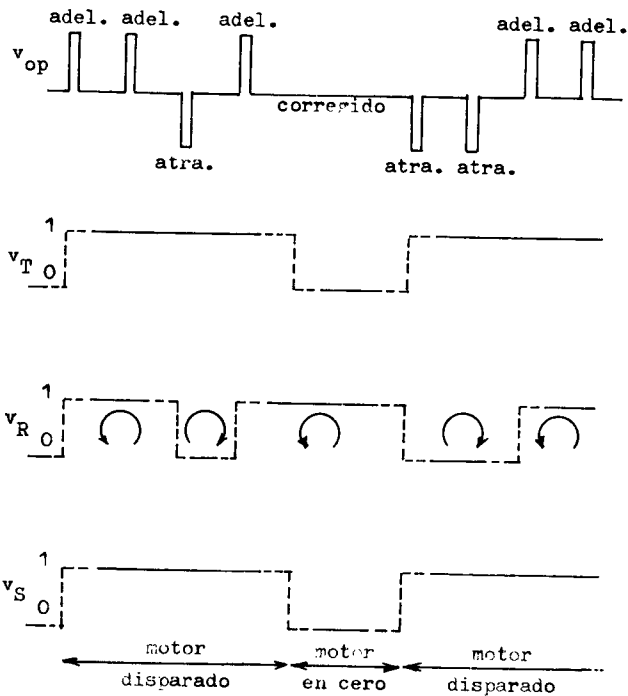 adel. adel. adel. adel. adel.
v_op
corregido
atra. atra. atra.
1
v_T 0
1
v_R 0
1
v_S 0
motor motor motor
disparado en cero disparado